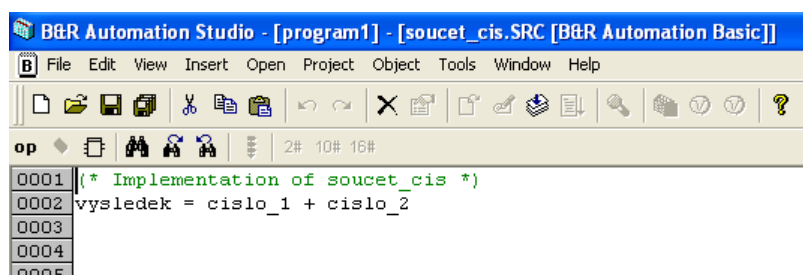 B&R Automation Studio - [program1] - [soucet_cis.SRC [B&R Automation Basic]]
B File Edit View Insert Open Project Object Tools Window Help
op 2# 10# 16#
0001 (* Implementation of soucet_cis *)
0002 vysledek = cislo_1 + cislo_2
0003
0004
0005